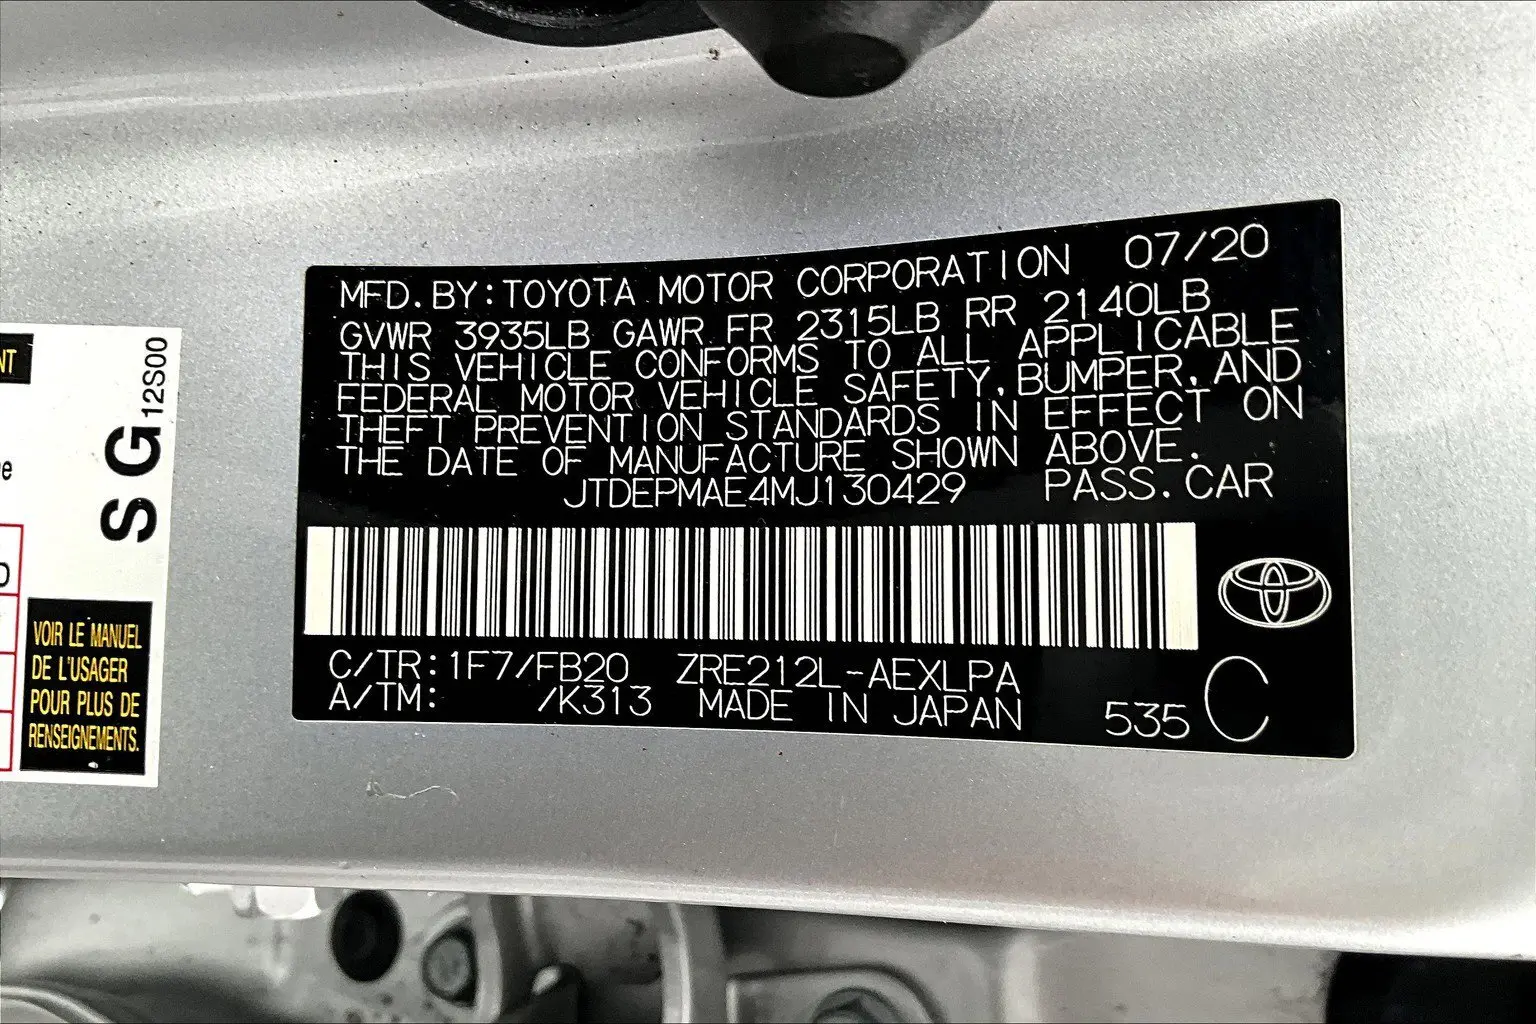 MFD.BY:TOYOTA MOTOR CORPORATION 07/20
GVWR 3935LB GAWR FR 2315LB RR 2140LB
THIS VEHICLE CONFORMS TO ALL APPLICABLE
FEDERAL MOTOR VEHICLE SAFETY,BUMPER,AND
THEFT PREVENTION STANDARDS IN EFFECT ON
THE DATE OF MANUFACTURE SHOWN ABOVE.
JTDEPMAE4MJ130429 PASS.CAR
C/TR:1F7/FB20 ZRE212L-AEXLPA
A/TM: /K313 MADE IN JAPAN 535 C
SG12S00
VOIR LE MANUEL
DE L'USAGER
POUR PLUS DE
RENSEIGNEMENTS.